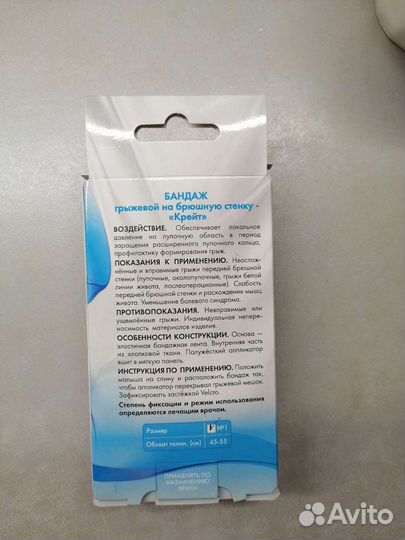 БАНДАЖ
грыжевой на брюшную стенку -
«Крейт»
ВОЗДЕЙСТВИЕ. Обеспечивает локальное
давление на пупочную область в период
заращения расширенного пупочного кольца,
профилактику формирования грыж.
ПОКАЗАНИЯ К ПРИМЕНЕНИЮ. Неослож-
нённые и вправимые грыжи передней брюшной
стенки (пупочные, околопупочные, грыжи белой
линии живота, послеоперационные). Слабость
передней брюшной стенки и расхождение мышц
живота. Уменьшение болевого синдрома.
ПРОТИВОПОКАЗАНИЯ. Невправимые или
ущемлённые грыжи. Индивидуальная неперено-
симость материалов изделия.
ОСОБЕННОСТИ КОНСТРУКЦИИ. Основа —
эластичная бандажная лента. Внутренняя часть
из хлопковой ткани. Полужёсткий аппликатор
вшит в мягкую панель.
ИНСТРУКЦИЯ ПО ПРИМЕНЕНИЮ. Положить
малыша на спину и расположить бандаж так,
чтобы аппликатор перекрывал грыжевой мешок.
Зафиксировать застёжкой Velcro.
Степень фиксации и режим использования
определяются лечащим врачом.
Размер №1
Обхват талии, (см) 45-55
ПРИМЕНЯТЬ ПО
НАЗНАЧЕНИЮ
ВРАЧА
Avito